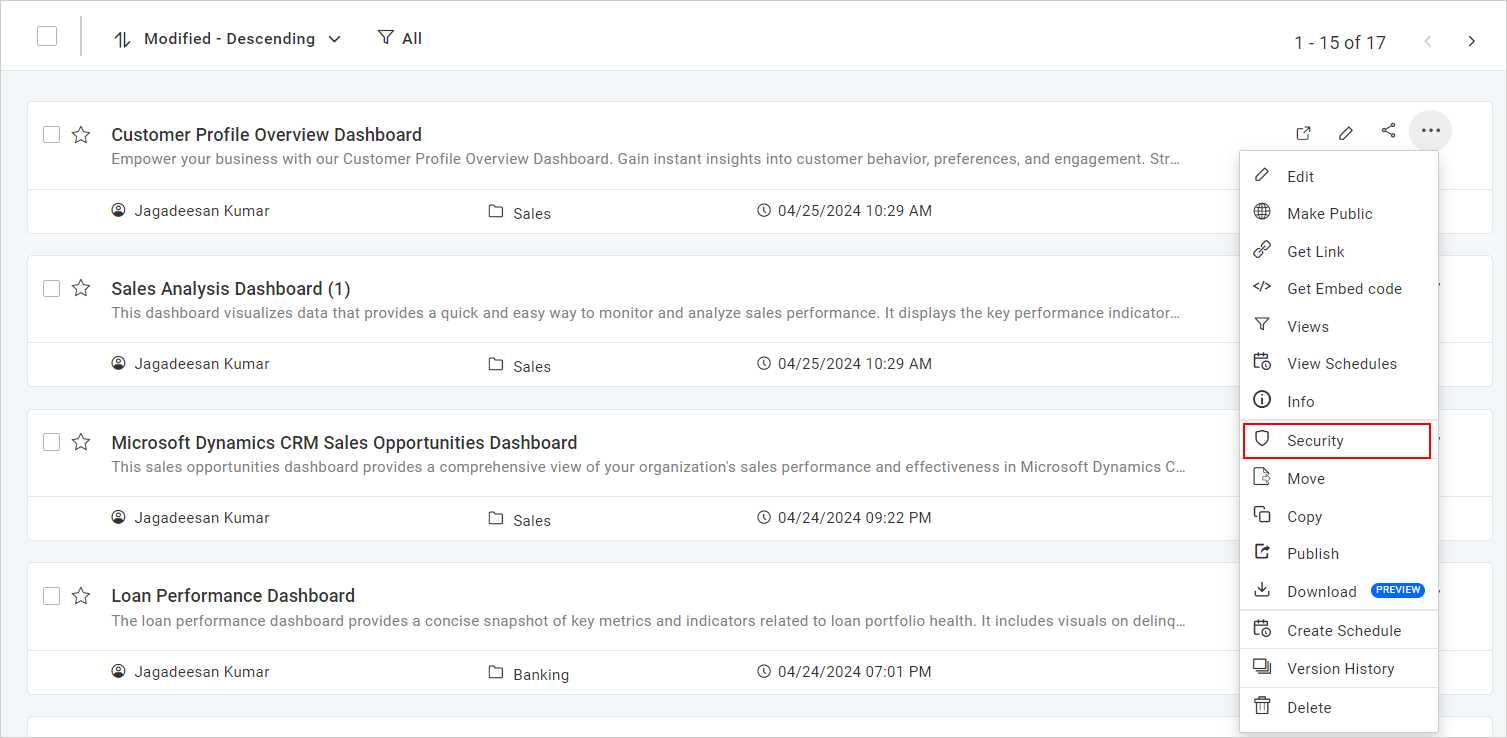 Modified - Descending
All
1 - 15 of 17
Customer Profile Overview Dashboard
Empower your business with our Customer Profile Overview Dashboard. Gain instant insights into customer behavior, preferences, and engagement. Str...
Jagadeesan Kumar
Sales
04/25/2024 10:29 AM
Sales Analysis Dashboard (1)
This dashboard visualizes data that provides a quick and easy way to monitor and analyze sales performance. It displays the key performance indicator...
Jagadeesan Kumar
Sales
04/25/2024 10:29 AM
Microsoft Dynamics CRM Sales Opportunities Dashboard
This sales opportunities dashboard provides a comprehensive view of your organization's sales performance and effectiveness in Microsoft Dynamics C...
Jagadeesan Kumar
Sales
04/24/2024 09:22 PM
Loan Performance Dashboard
The loan performance dashboard provides a concise snapshot of key metrics and indicators related to loan portfolio health. It includes visuals on delinq...
Jagadeesan Kumar
Banking
04/24/2024 07:01 PM
Edit
Make Public
Get Link
Get Embed code
Views
View Schedules
Info
Security
Move
Copy
Publish
Download PREVIEW
Create Schedule
Version History
Delete